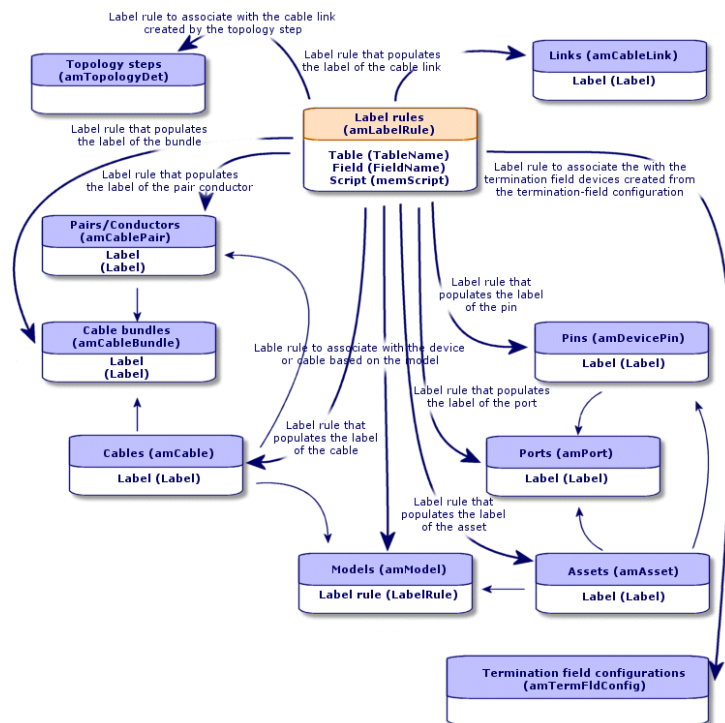 Label rule to associate with the cable link
created by the topology step
Topology steps
(amTopologyDet)
Label rule that populates
the label of the cable link
Links (amCableLink)
Label (Label)
Label rules
(amLabelRule)
Table (TableName)
Field (FieldName)
Script (memScript)
Label rule that populates
the label of the bundle
Label rule that populates
the label of the pair conductor
Label rule to associate the with the
termination field devices created from
the termination-field configuration
Pairs/Conductors
(amCablePair)
Label
(Label)
Label rule that
populates the label
of the pin
Cable bundles
(amCableBundle)
Label
(Label)
Lable rule to associate with the device
or cable based on the model
Pins (amDevicePin)
Label (Label)
Label rule that populates
the label of the port
Label rule that
populates the label
of the cable
Cables (amCable)
Label (Label)
Ports (amPort)
Label (Label)
Label rule that
populates the label
of the asset
Models (amModel)
Label rule (LabelRule)
Assets (amAsset)
Label (Label)
Termination field configurations
(amTermFldConfig)